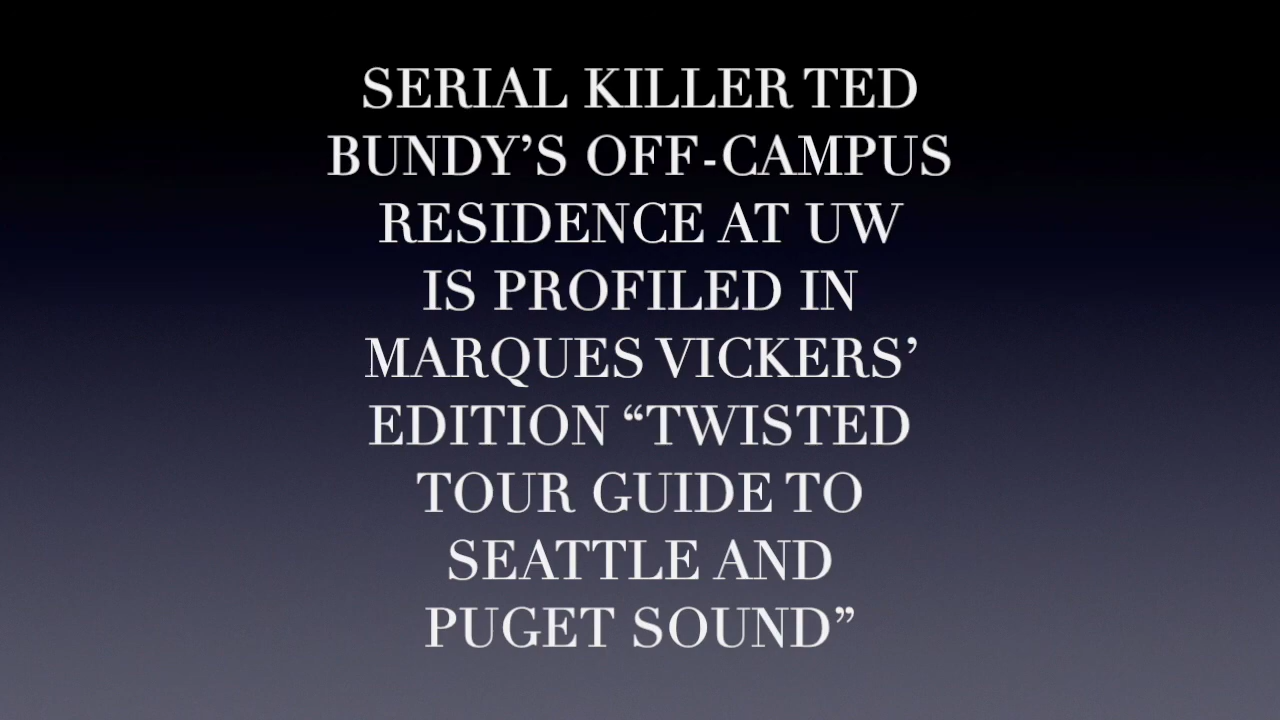 SERIAL KILLER TED
BUNDY’S OFF-CAMPUS
RESIDENCE AT UW
IS PROFILED IN
MARQUES VICKERS’
EDITION “TWISTED
TOUR GUIDE TO
SEATTLE AND
PUGET SOUND”